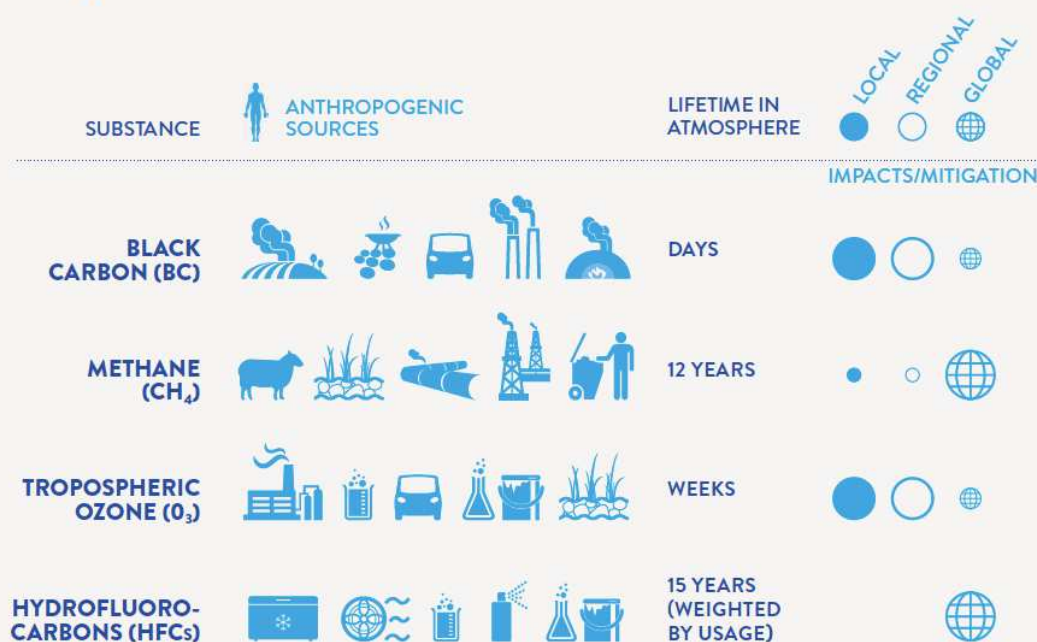 SUBSTANCE
ANTHROPOGENIC
SOURCES
LIFETIME IN
ATMOSPHERE
LOCAL
REGIONAL
GLOBAL
IMPACTS/MITIGATION
BLACK
CARBON (BC)
DAYS
METHANE
(CH₄)
12 YEARS
TROPOSPHERIC
OZONE (0₃)
WEEKS
HYDROFLUORO-
CARBONS (HFCs)
15 YEARS
(WEIGHTED
BY USAGE)